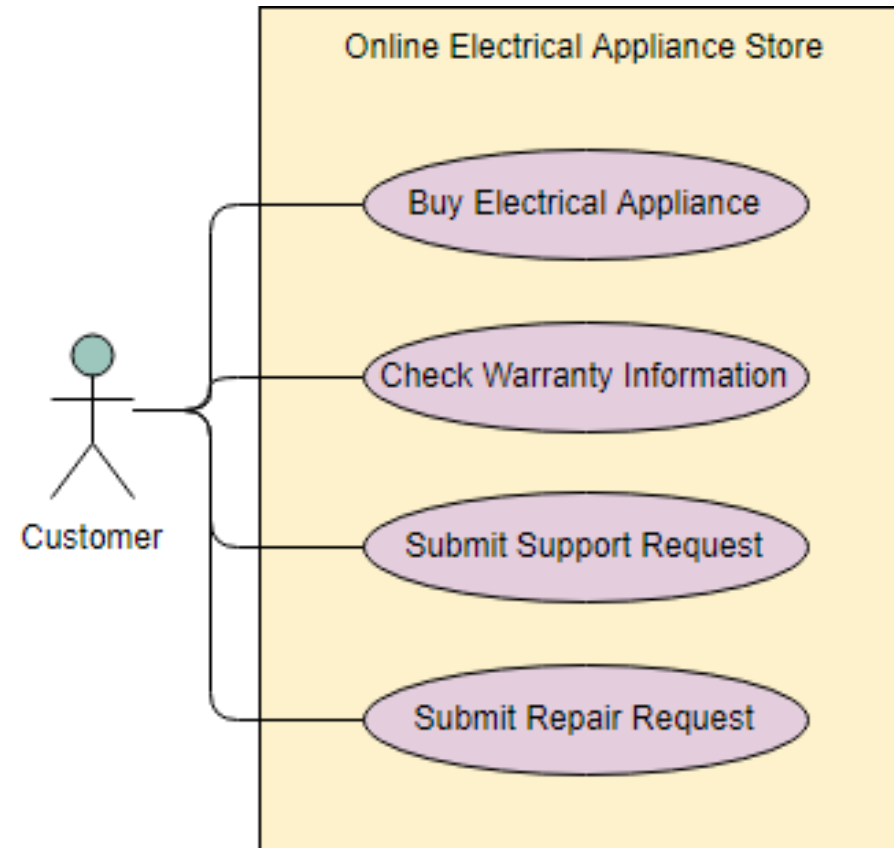 Online Electrical Appliance Store
Buy Electrical Appliance
Check Warranty Information
Customer
Submit Support Request
Submit Repair Request